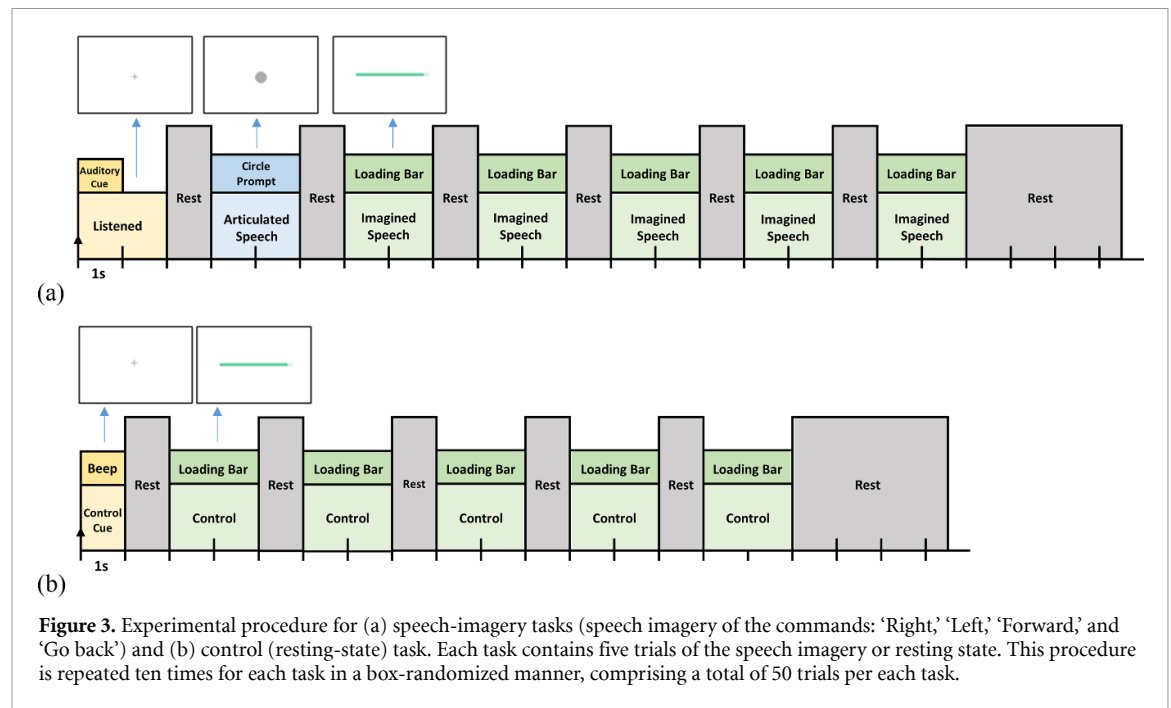 Auditory
Cue
Listened
Rest
Circle
Prompt
Articulated
Speech
Rest
Loading Bar
Imagined
Speech
Rest
Loading Bar
Imagined
Speech
Rest
Loading Bar
Imagined
Speech
Rest
Loading Bar
Imagined
Speech
Rest
Loading Bar
Imagined
Speech
Rest
1s
(a)
Beep
Control
Cue
Rest
Loading Bar
Control
Rest
Loading Bar
Control
Rest
Loading Bar
Control
Rest
Loading Bar
Control
Rest
Loading Bar
Control
Rest
1s
(b)
Figure 3. Experimental procedure for (a) speech-imagery tasks (speech imagery of the commands: ‘Right,’ ‘Left,’ ‘Forward,’ and
‘Go back’) and (b) control (resting-state) task. Each task contains five trials of the speech imagery or resting state. This procedure
is repeated ten times for each task in a box-randomized manner, comprising a total of 50 trials per each task.